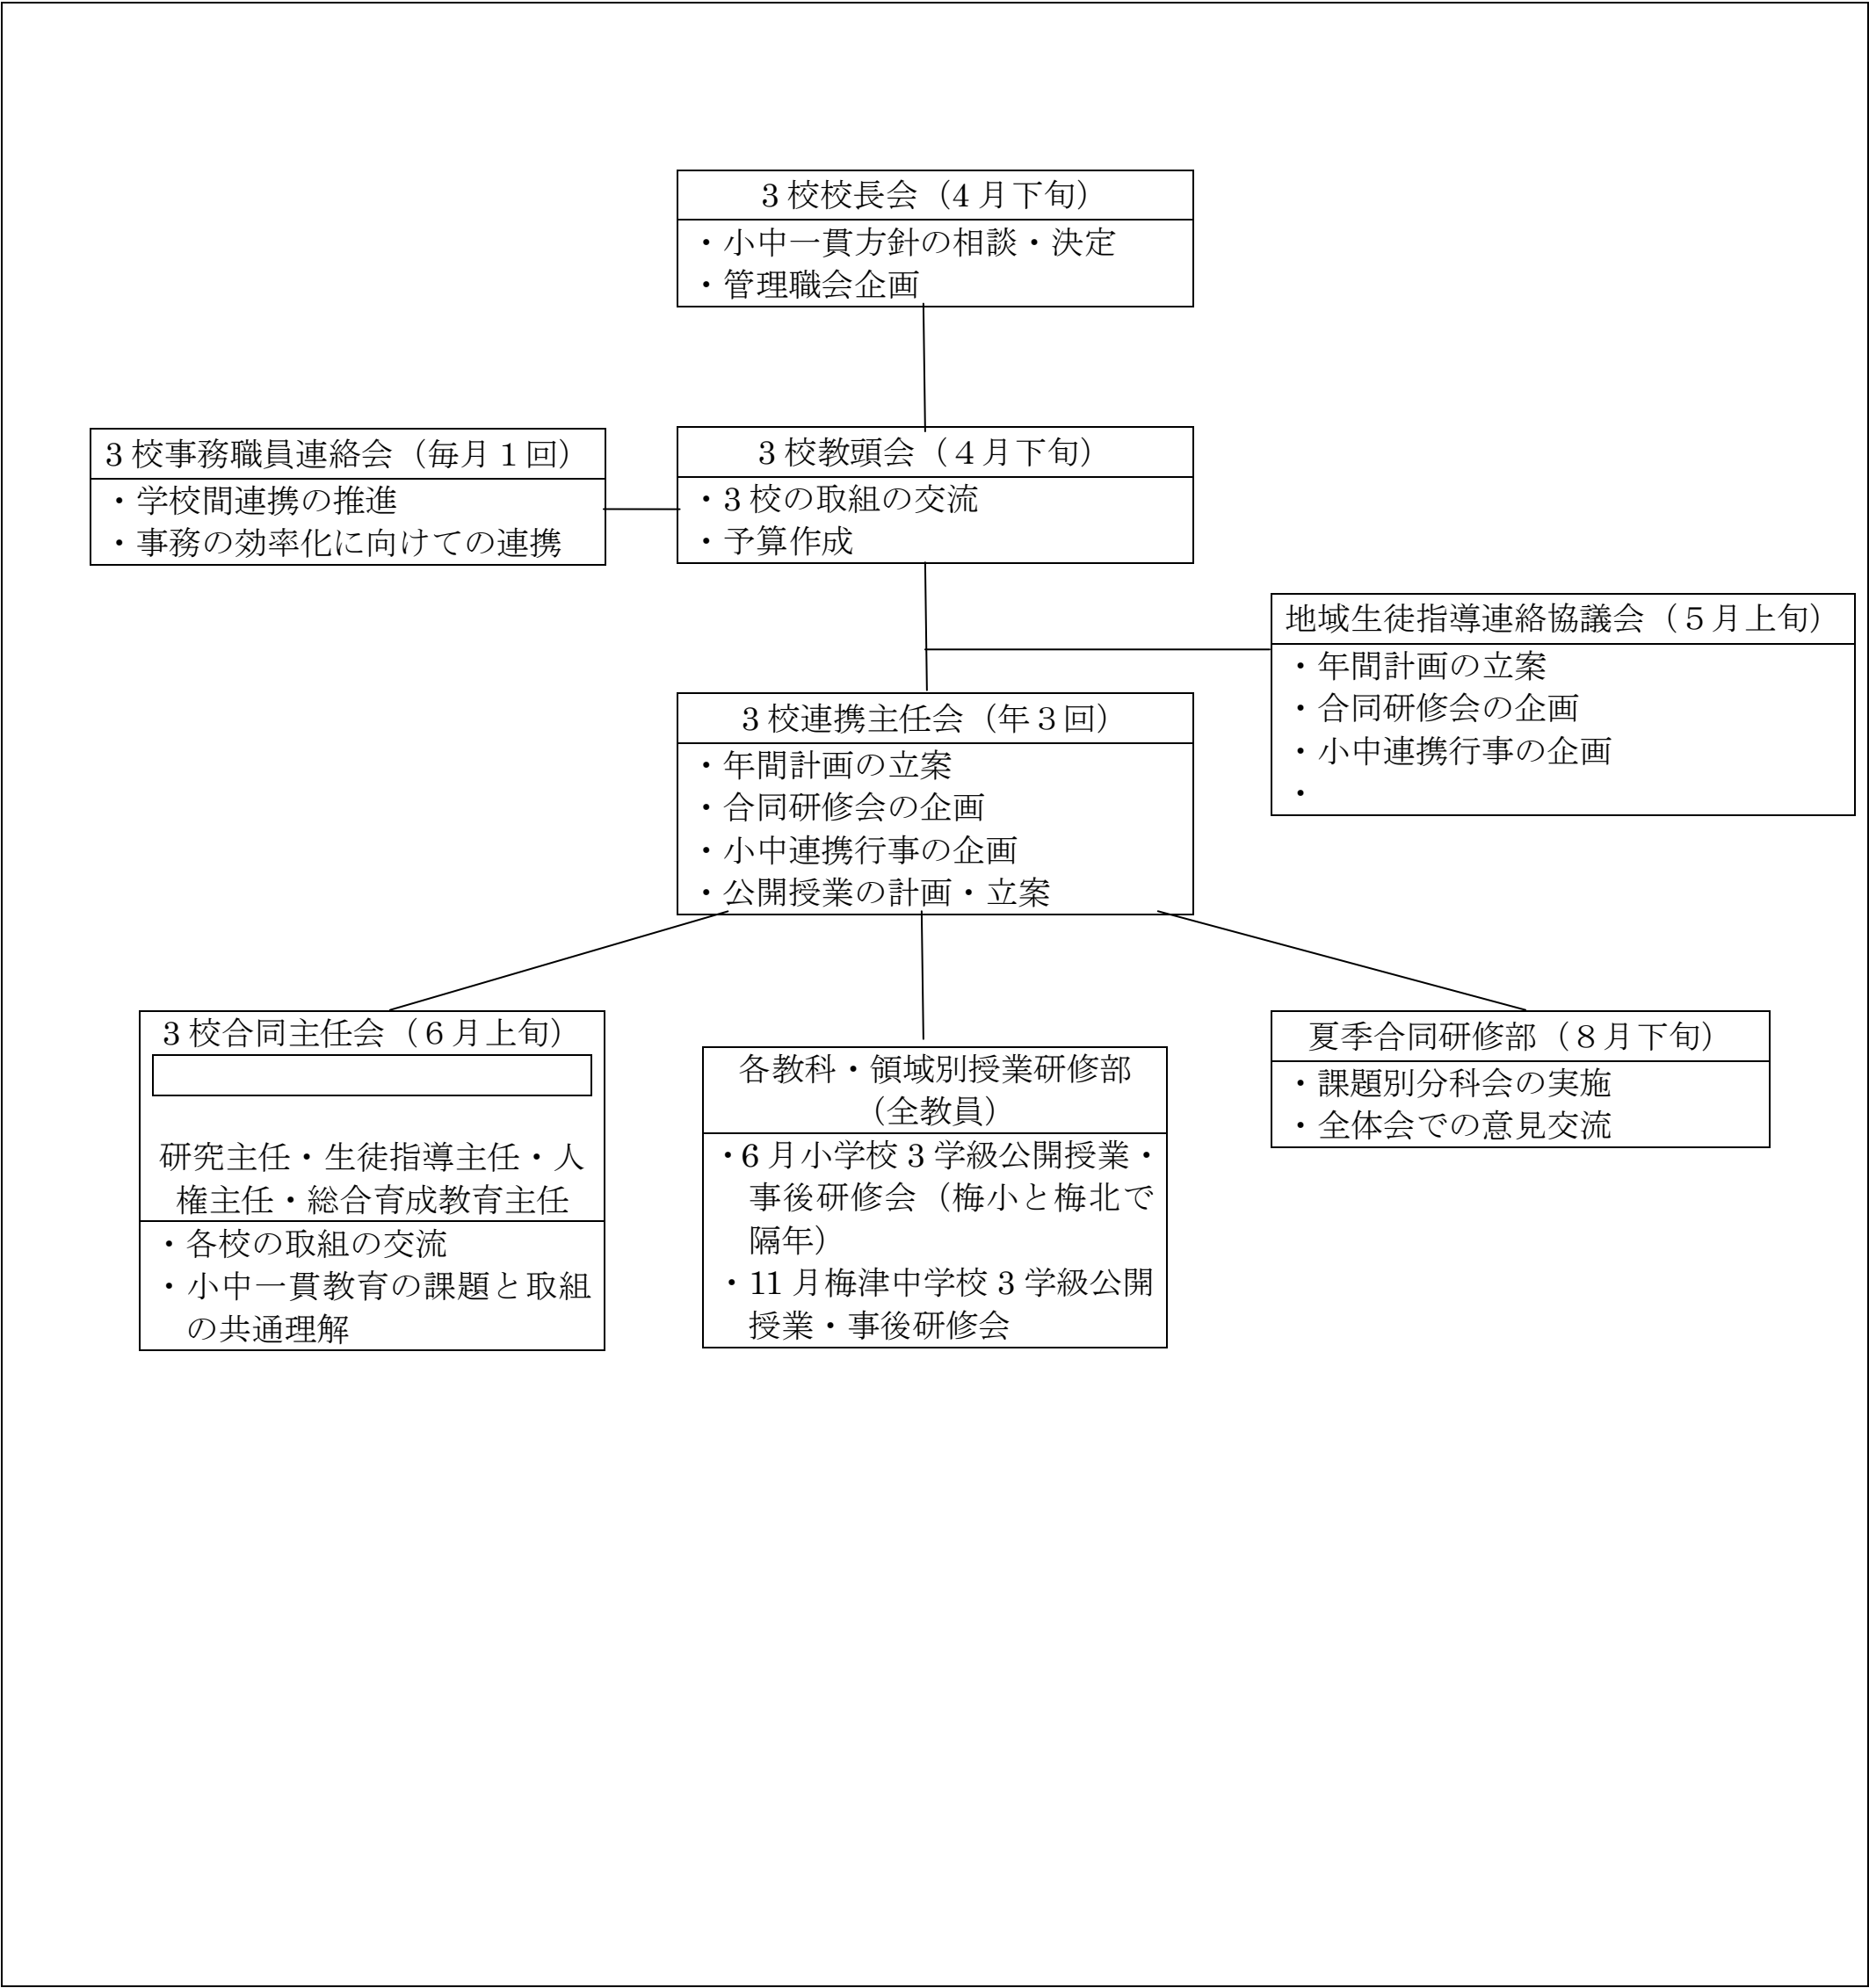 3 校校長会（4 月下旬）
・小中一貫方針の相談・決定
・管理職会企画
3 校事務職員連絡会（毎月１回）
・学校間連携の推進
・事務の効率化に向けての連携
3 校教頭会（４月下旬）
・3 校の取組の交流
・予算作成
地域生徒指導連絡協議会（５月上旬）
・年間計画の立案
・合同研修会の企画
・小中連携行事の企画
・
3 校連携主任会（年３回）
・年間計画の立案
・合同研修会の企画
・小中連携行事の企画
・公開授業の計画・立案
3 校合同主任会（６月上旬）
研究主任・生徒指導主任・人
権主任・総合育成教育主任
・各校の取組の交流
・小中一貫教育の課題と取組
の共通理解
各教科・領域別授業研修部
（全教員）
・6 月小学校 3 学級公開授業・
事後研修会（梅小と梅北で
隔年）
・11 月梅津中学校 3 学級公開
授業・事後研修会
夏季合同研修部（８月下旬）
・課題別分科会の実施
・全体会での意見交流